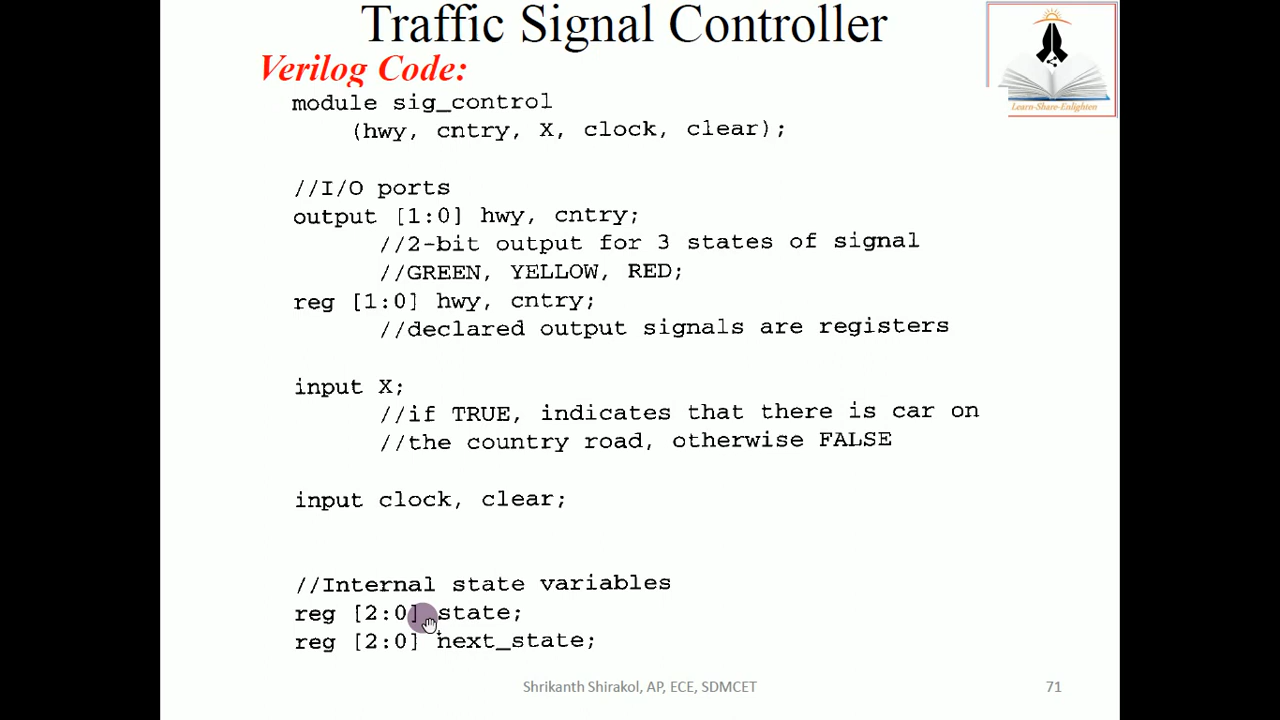 Traffic Signal Controller
Verilog Code:
module sig_control
(hwy, cntry, X, clock, clear);
//I/O ports
output [1:0] hwy, cntry;
//2-bit output for 3 states of signal
//GREEN, YELLOW, RED;
reg [1:0] hwy, cntry;
//declared output signals are registers
input X;
//if TRUE, indicates that there is car on
//the country road, otherwise FALSE
input clock, clear;
//Internal state variables
reg [2:0] state;
reg [2:0] next_state;
Shrikanth Shirakol, AP, ECE, SDMCET
71
Learn-Share-Enlighten